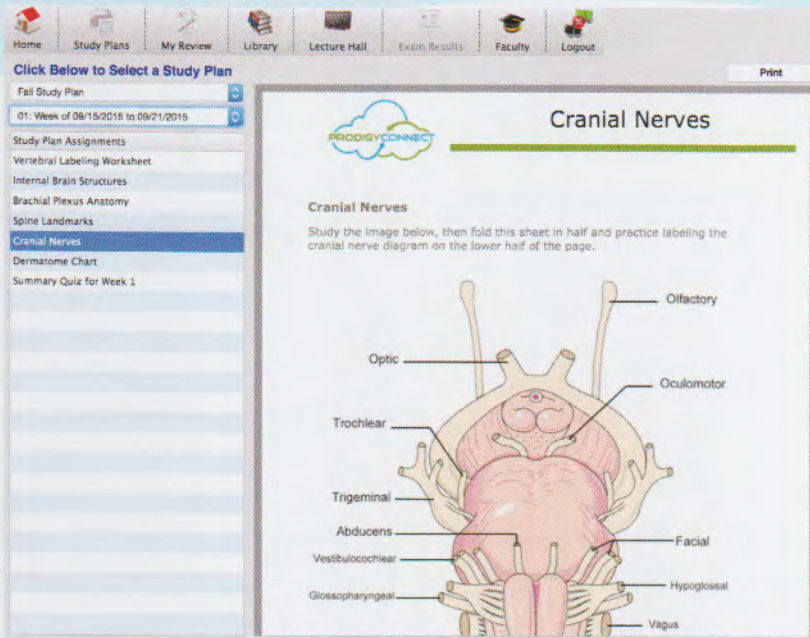 Home Study Plans My Review Library Lecture Hall Exam Results Faculty Logout
Click Below to Select a Study Plan
Print
Fall Study Plan
01: Week of 09/15/2015 to 09/21/2015
Study Plan Assignments
Vertebral Labeling Worksheet
Internal Brain Structures
Brachial Plexus Anatomy
Spine Landmarks
Cranial Nerves
Dermatome Chart
Summary Quiz for Week 1
PRODIGYCONNECT
Cranial Nerves
Cranial Nerves
Study the image below, then fold this sheet in half and practice labeling the
cranial nerve diagram on the lower half of the page.
Olfactory
Optic
Oculomotor
Trochlear
Trigeminal
Abducens
Facial
Vestibulocochlear
Hypoglossal
Glossopharyngeal
Vagus